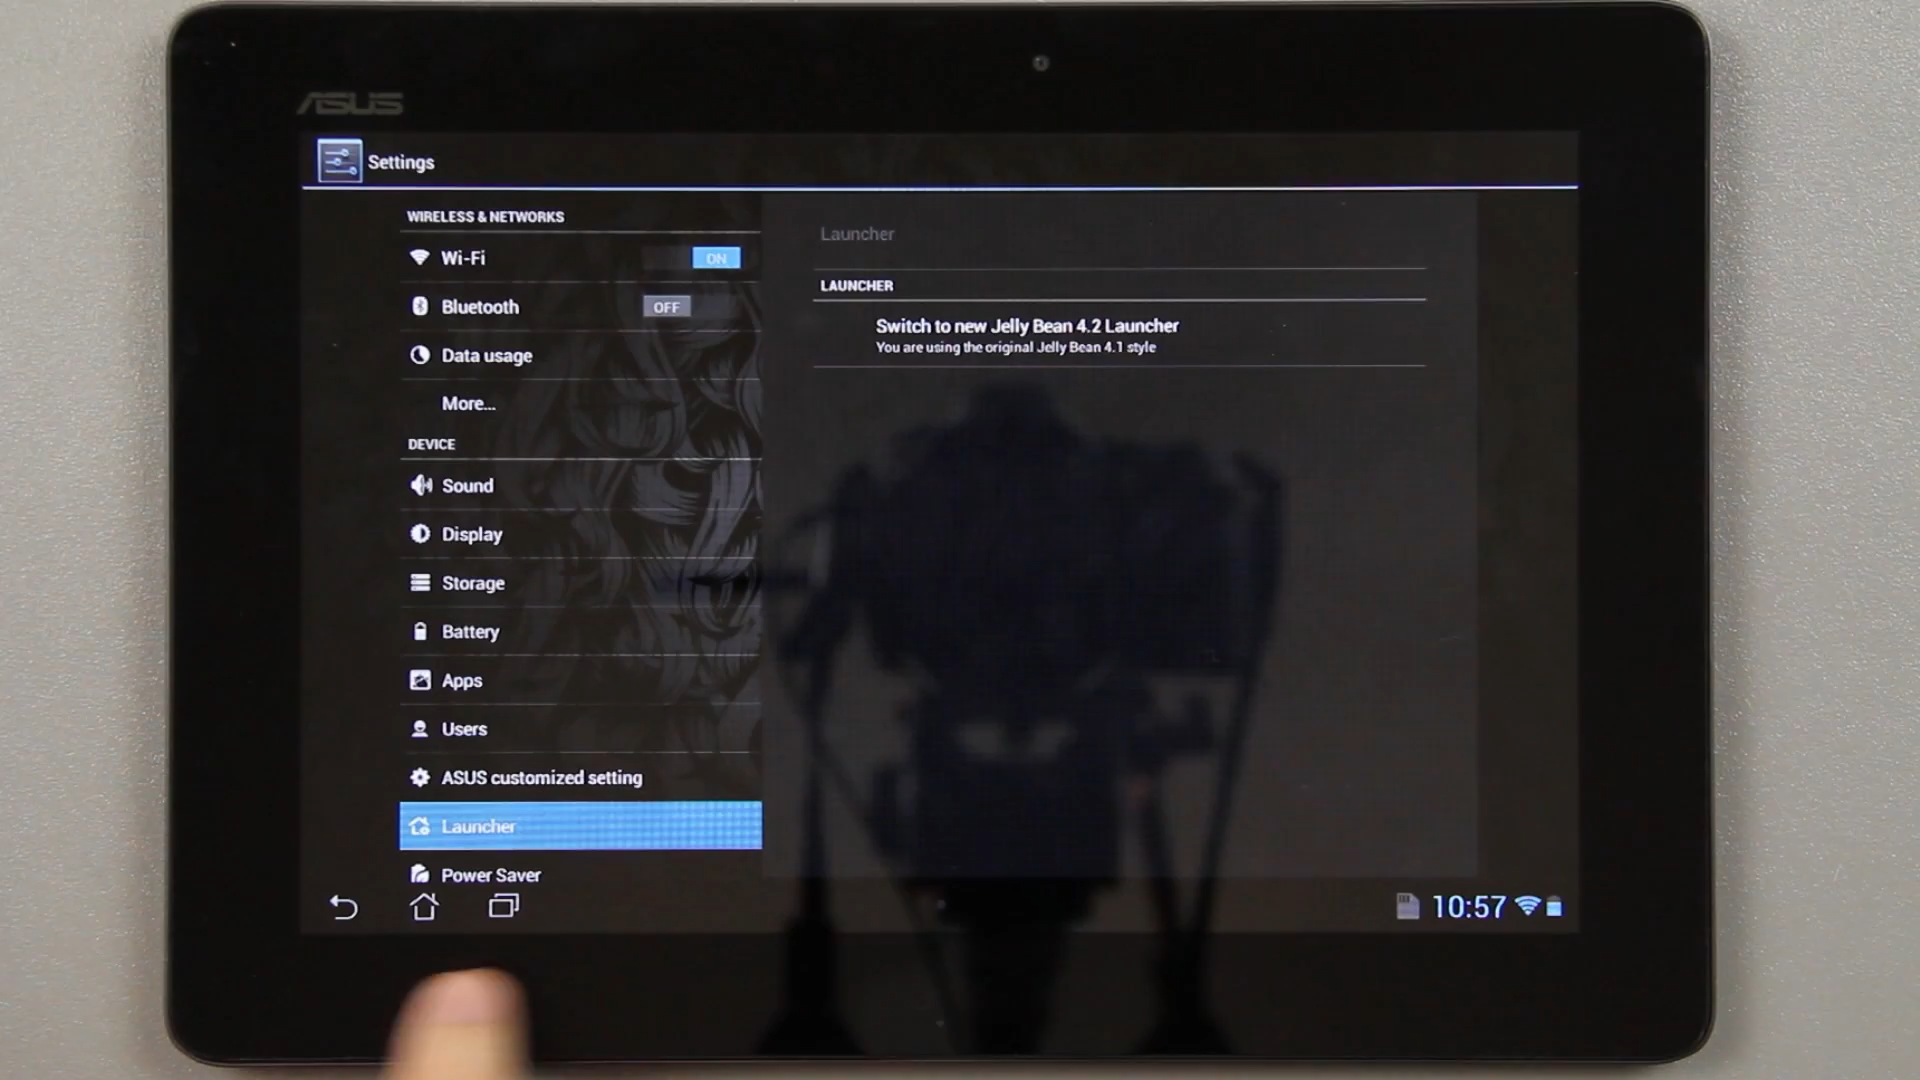 ASUS
Settings
WIRELESS & NETWORKS
Wi-Fi ON
Bluetooth OFF
Data usage
More...
DEVICE
Sound
Display
Storage
Battery
Apps
Users
ASUS customized setting
Launcher
Power Saver
Launcher
LAUNCHER
Switch to new Jelly Bean 4.2 Launcher
You are using the original Jelly Bean 4.1 style
10:57